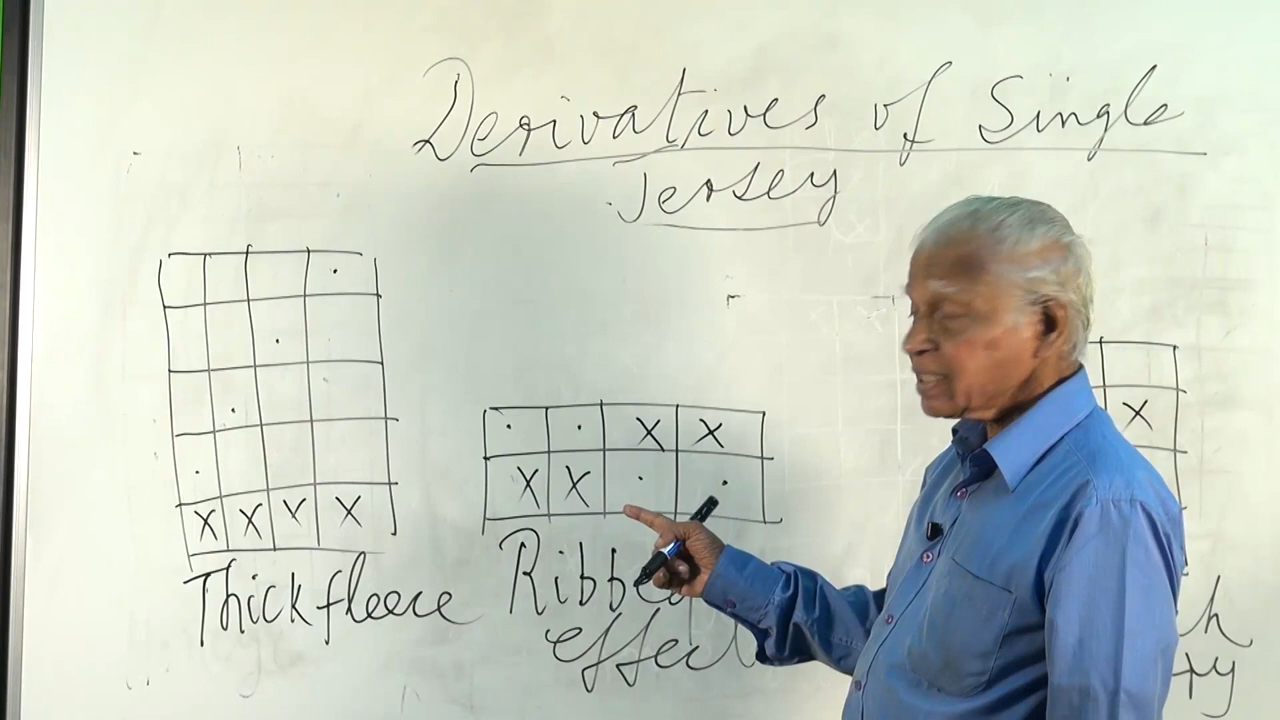 Derivatives of Single
Jersey
. 
.
.
.
X X X X
Thick fleece
. . X X
X X . .
Ribbed
effect
X